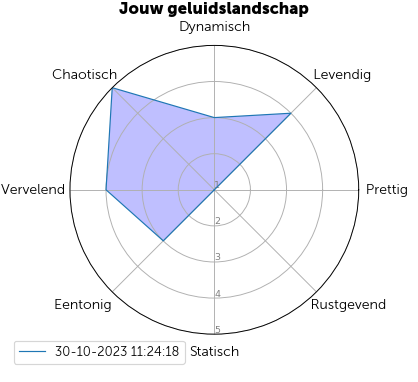 Jouw geluidslandschap
Dynamisch
Chaotisch
Levendig
Vervelend
1
Prettig
2
3
4
Eentonig
Rustgevend
5
30-10-2023 11:24:18
Statisch